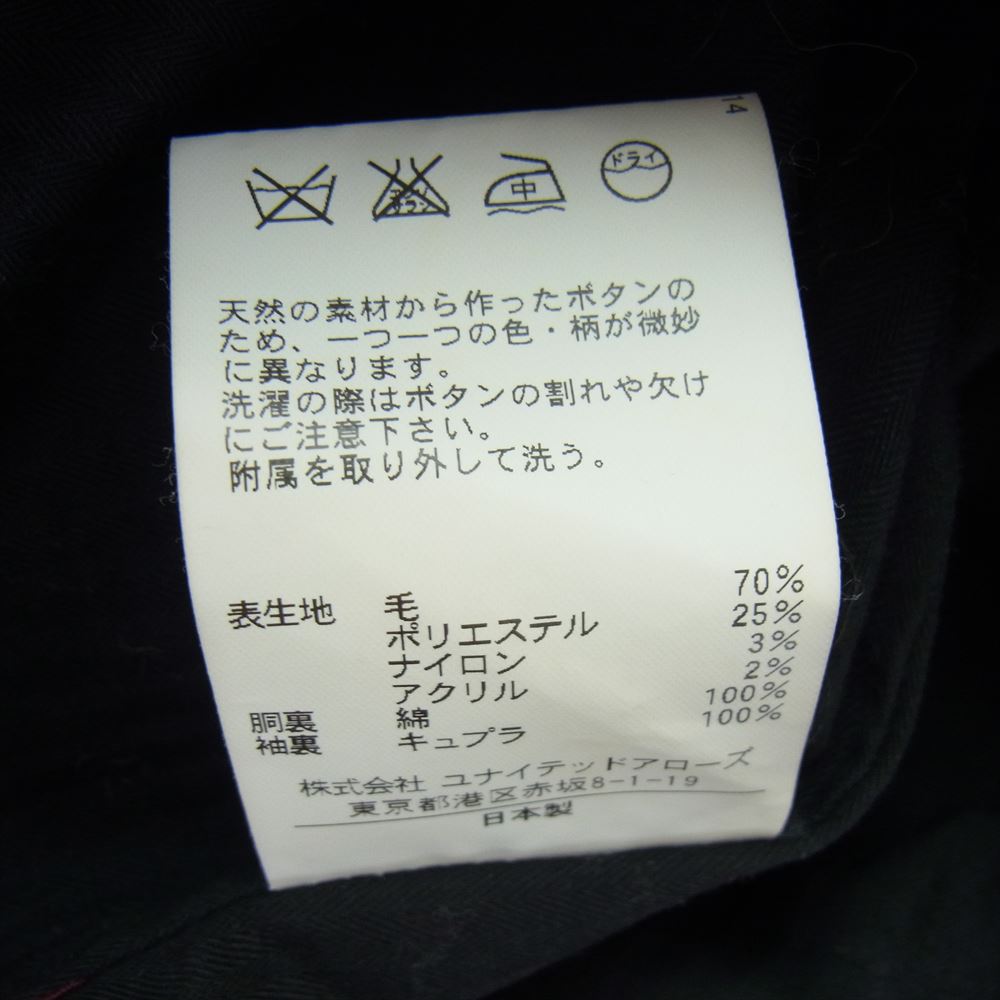 14
中
ドライ
天然の素材から作ったボタンの
ため、一つ一つの色・柄が微妙
に異なります。
洗濯の際はボタンの割れや欠け
にご注意下さい。
附属を取り外して洗う。
表生地 毛 70%
ポリエステル 25%
ナイロン 3%
アクリル 2%
胴裏 綿 100%
袖裏 キュプラ 100%
株式会社 ユナイテッドアローズ
東京都港区赤坂8-1-19
日本製